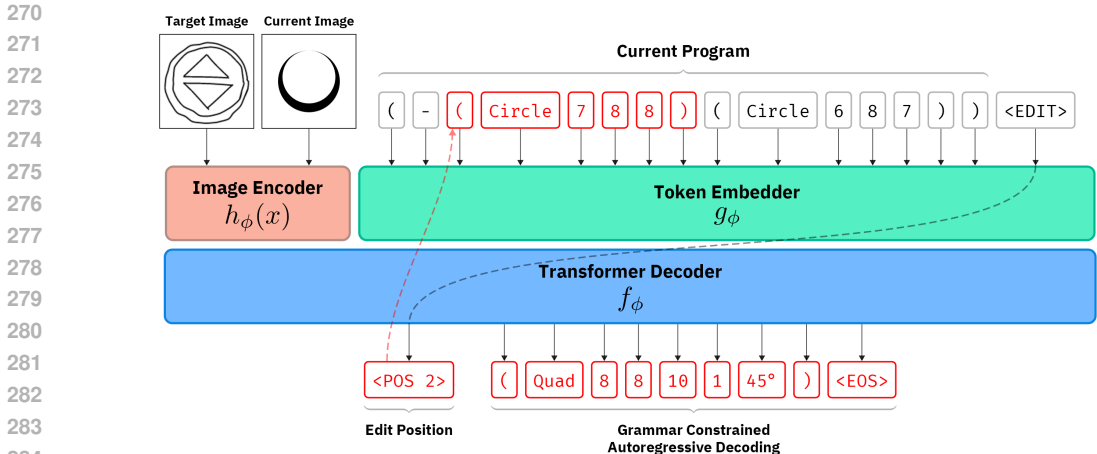 270
271
272
273
274
275
276
277
278
279
280
281
282
283
Target Image Current Image
Current Program
( - ( Circle 7 8 8 ) ( Circle 6 8 7 ) ) <EDIT>
Image Encoder
hϕ(x)
Token Embedder
gϕ
Transformer Decoder
fϕ
<POS 2> ( Quad 8 8 10 1 45° ) <EOS>
Edit Position
Grammar Constrained
Autoregressive Decoding